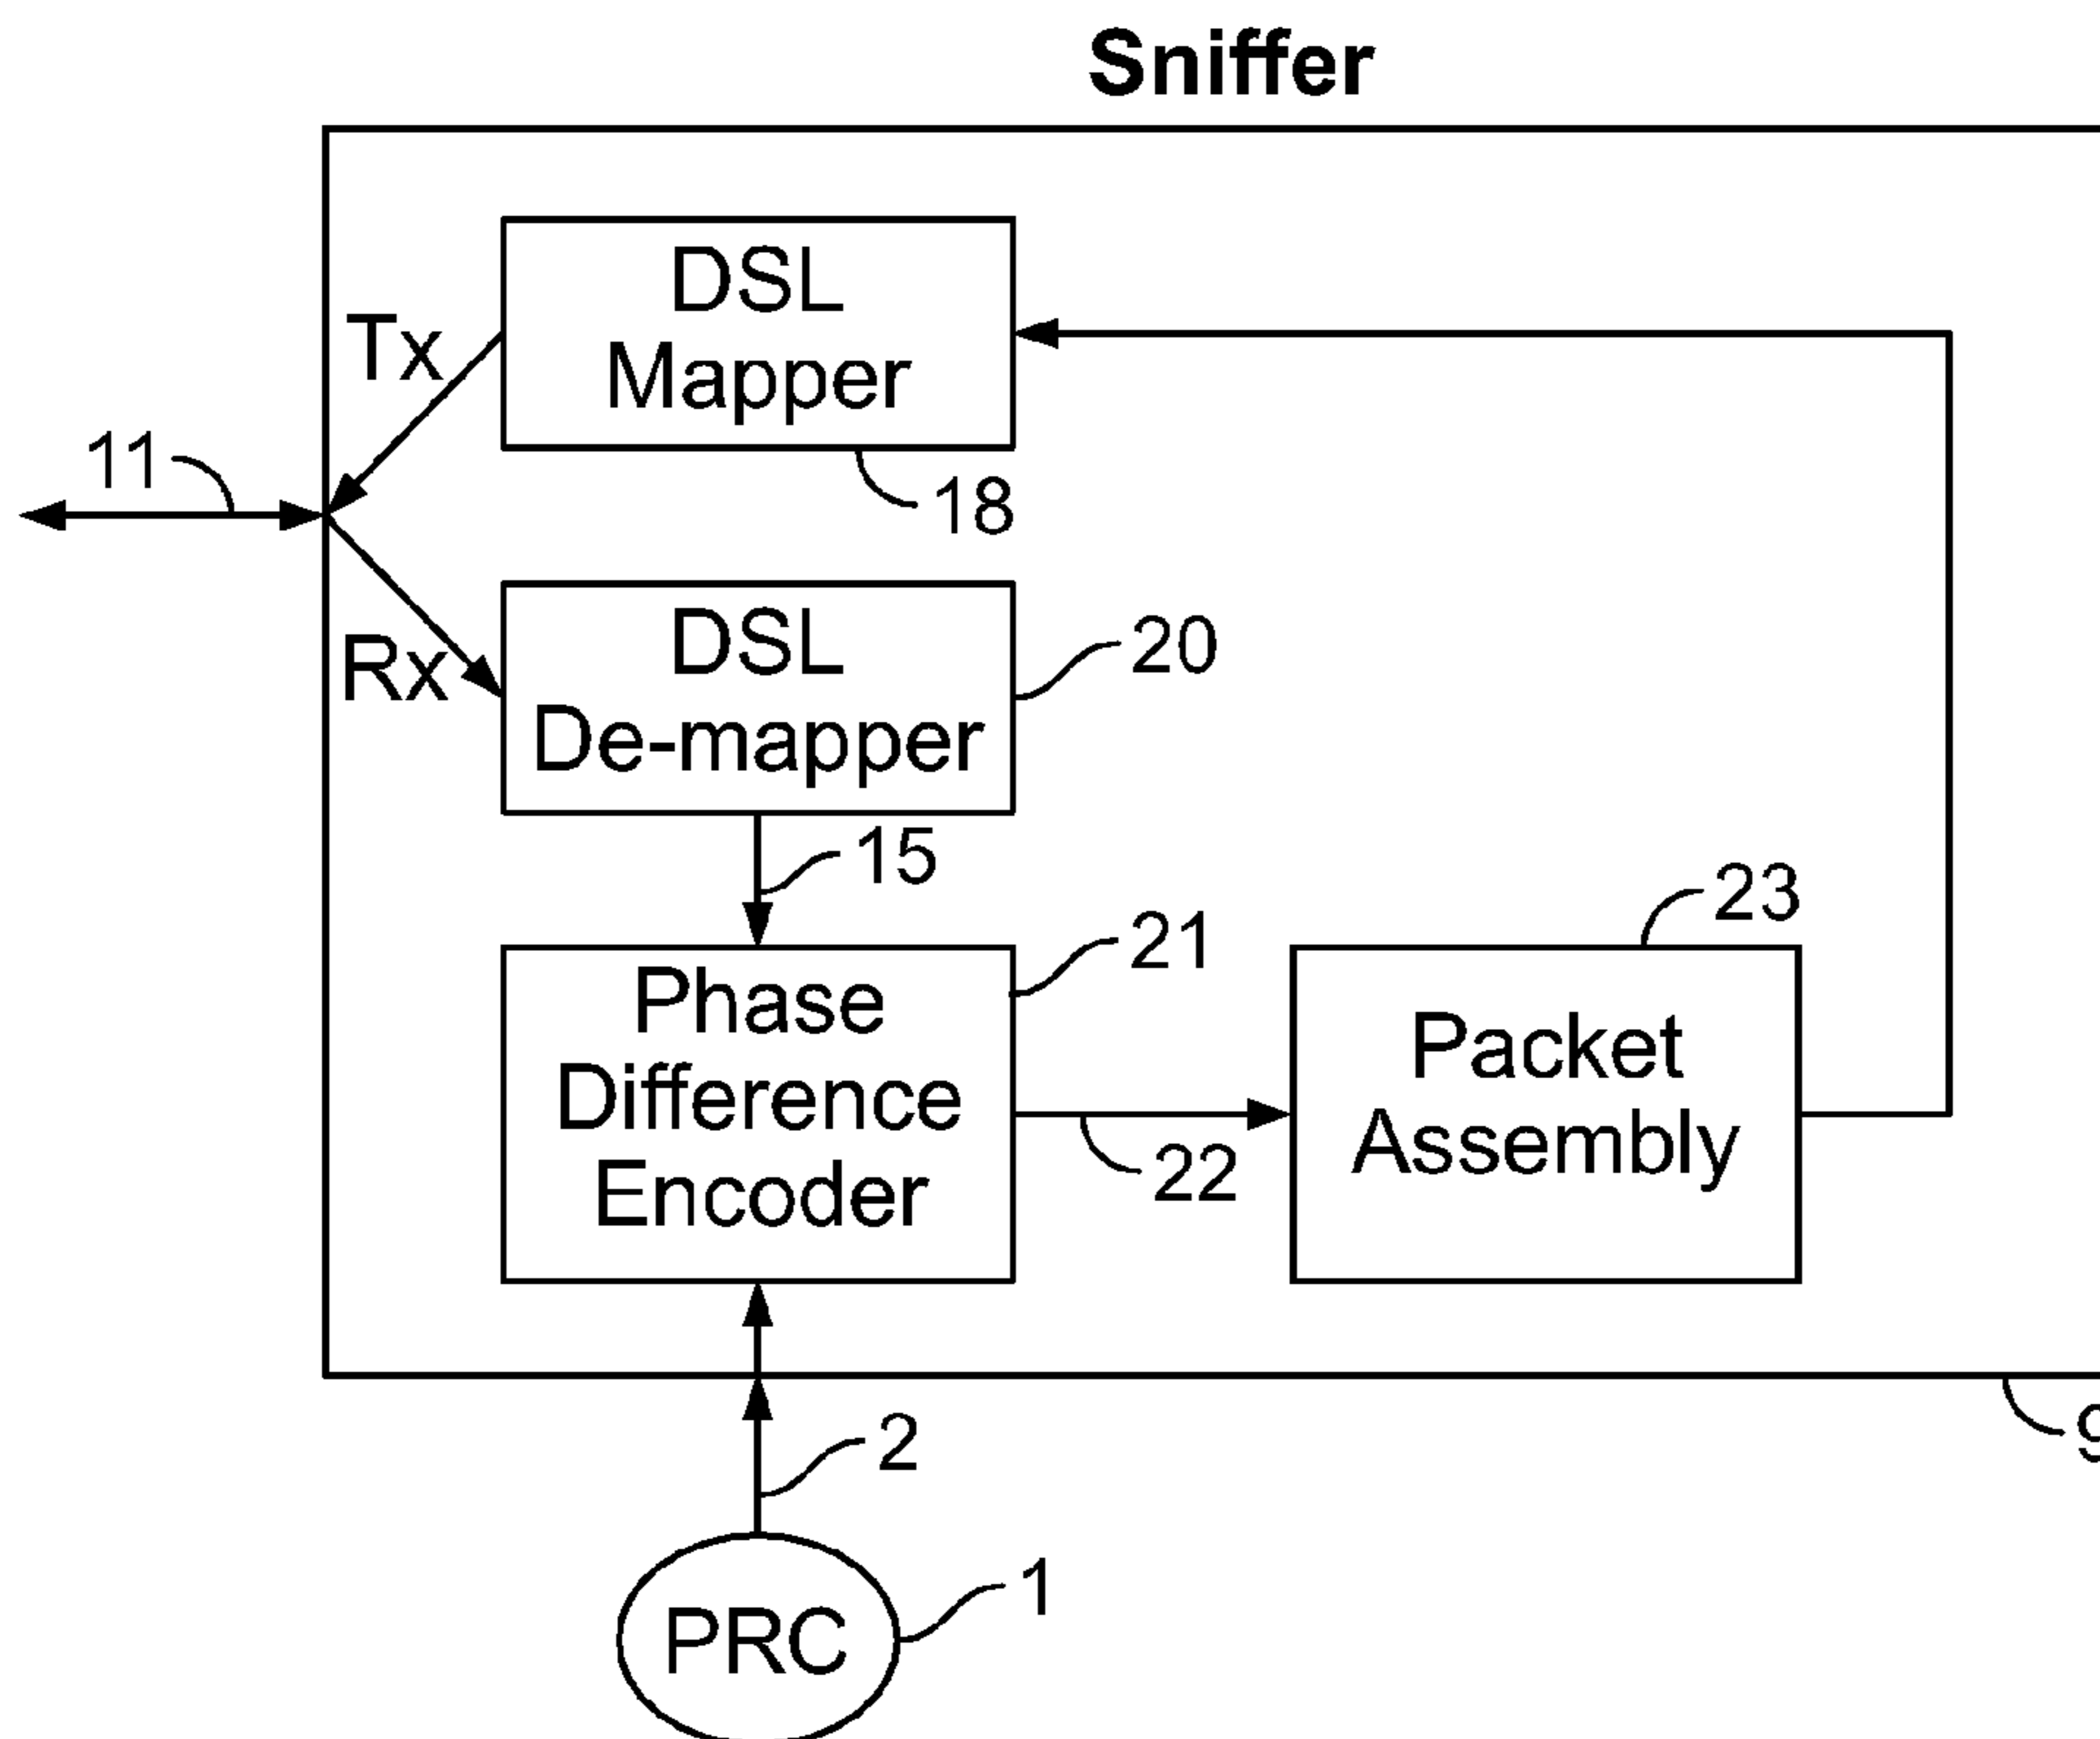 Sniffer
DSL
Mapper
Tx
11
18
DSL
De-mapper
20
Rx
15
Phase
Difference
Encoder
21
22
23
Packet
Assembly
2
9
PRC
1